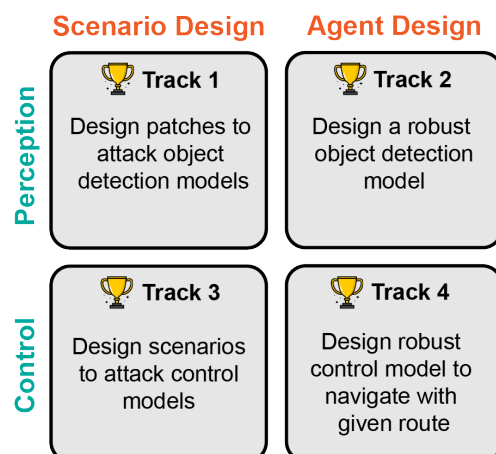 Scenario Design
Agent Design
Perception
Track 1
Design patches to
attack object
detection models
Track 2
Design a robust
object detection
model
Control
Track 3
Design scenarios
to attack control
models
Track 4
Design robust
control model to
navigate with
given route